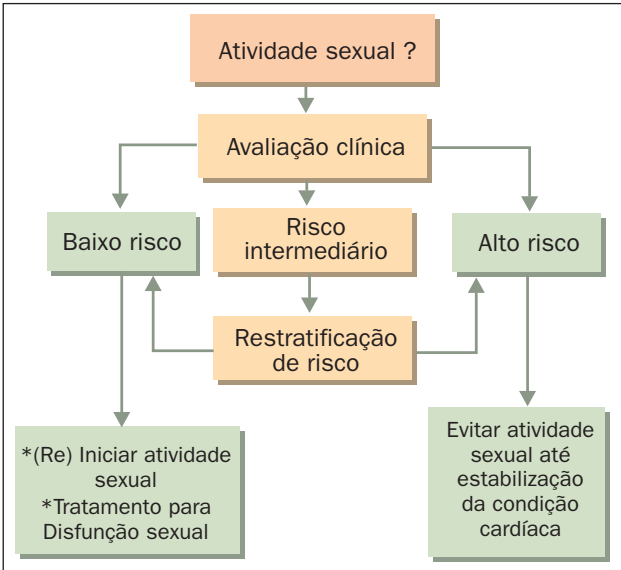 Atividade sexual ?
Avaliação clínica
Baixo risco
Risco
intermediário
Alto risco
Restratificação
de risco
*(Re) Iniciar atividade
sexual
*Tratamento para
Disfunção sexual
Evitar atividade
sexual até
estabilização
da condição
cardíaca